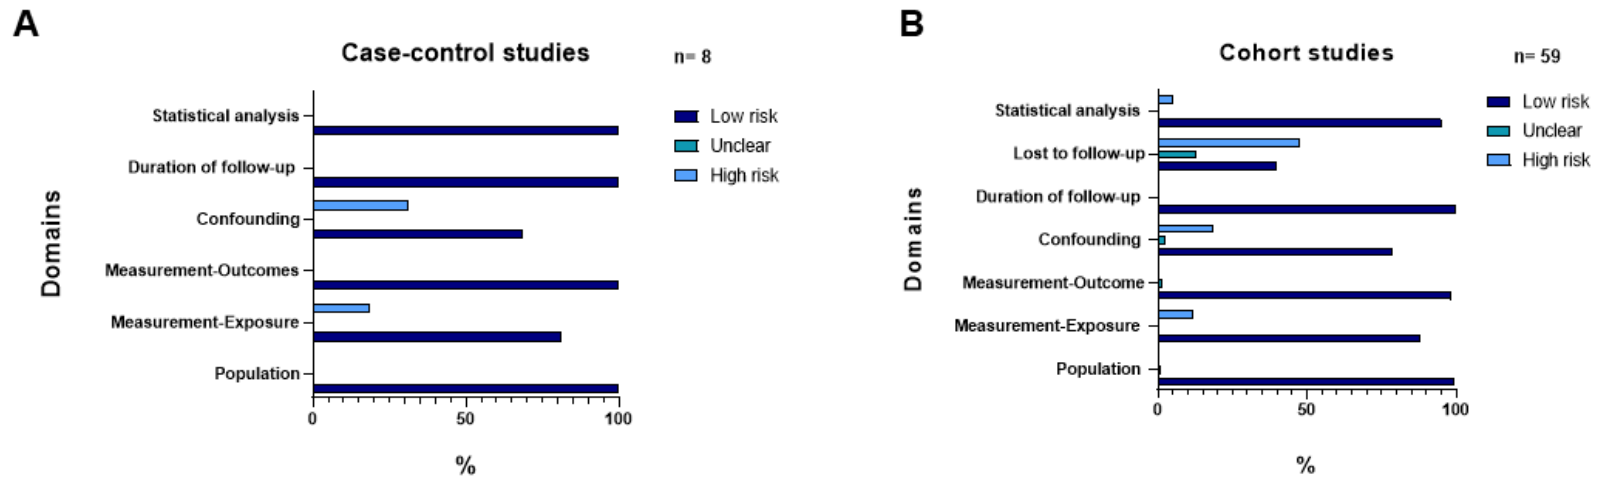 A
Case-control studies
n= 8
Low risk
Unclear
High risk
Domains
Statistical analysis
Duration of follow-up
Confounding
Measurement-Outcomes
Measurement-Exposure
Population
0
50
100
%
B
Cohort studies
n= 59
Low risk
Unclear
High risk
Domains
Statistical analysis
Lost to follow-up
Duration of follow-up
Confounding
Measurement-Outcome
Measurement-Exposure
Population
0
50
100
%